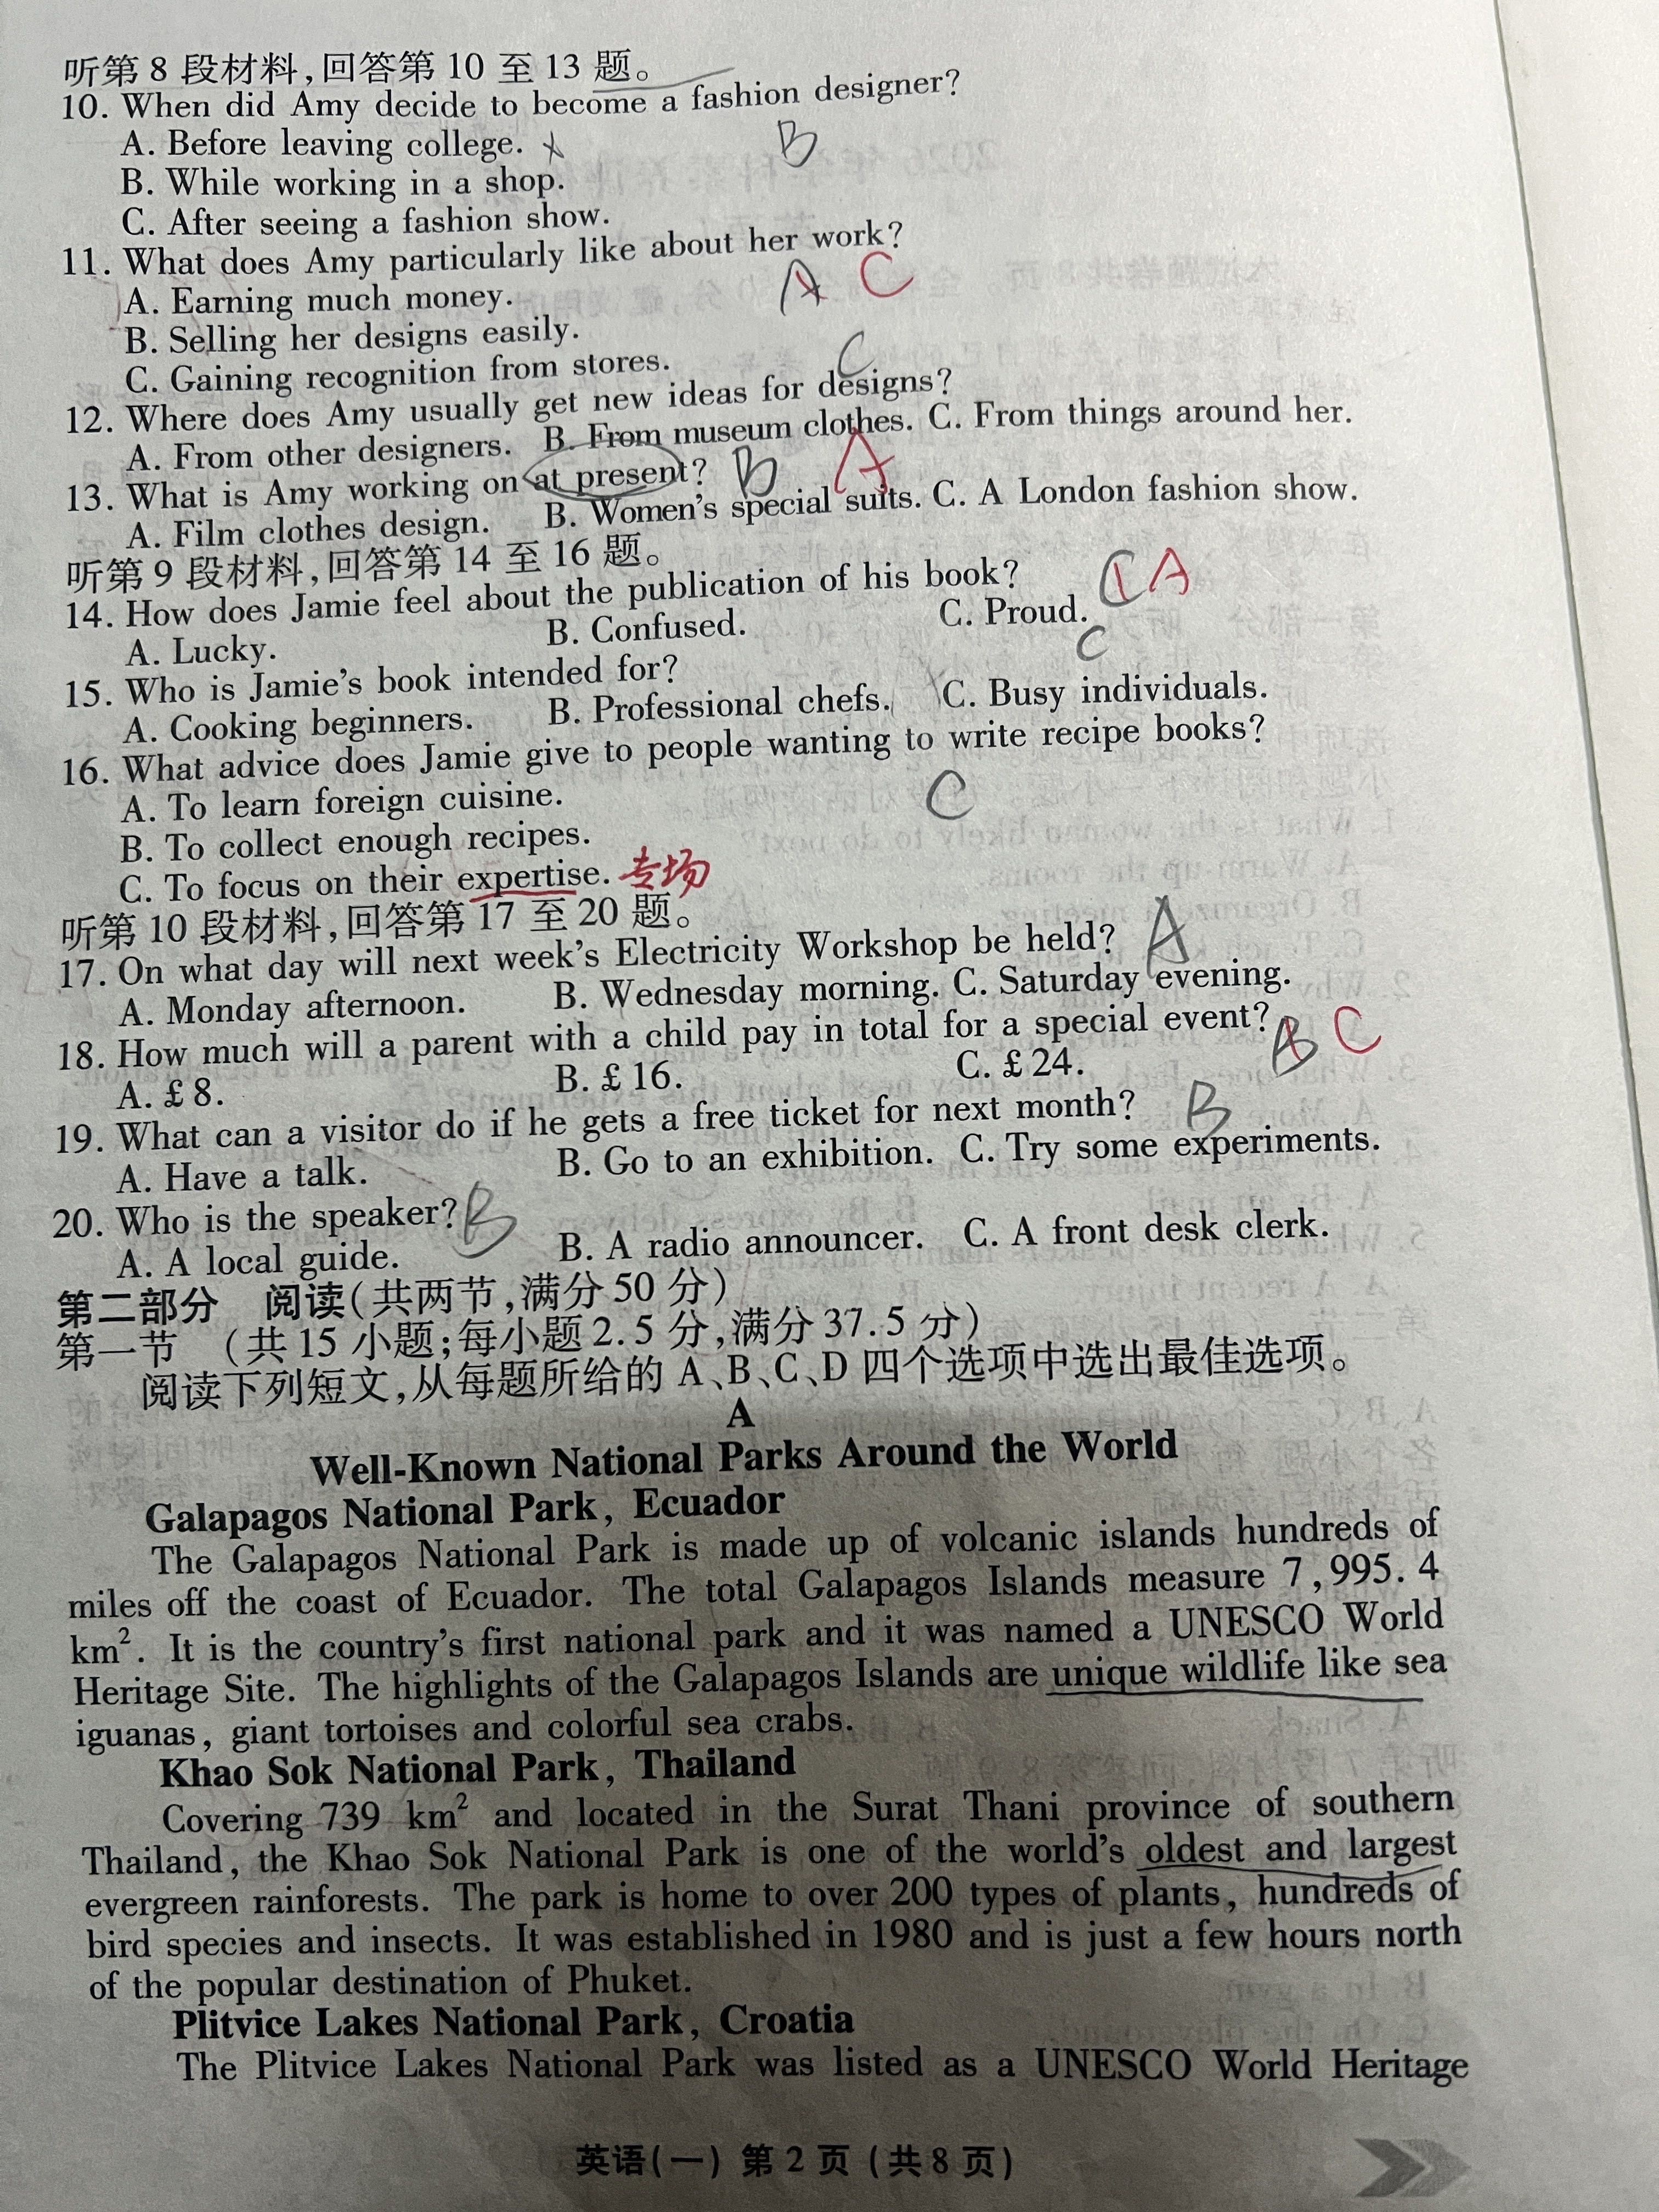 听第 8 段材料,回答第 10 至 13 题。
10. When did Amy decide to become a fashion designer?
A. Before leaving college. x
B
B. While working in a shop.
C. After seeing a fashion show.
11. What does Amy particularly like about her work?
A C
A. Earning much money.
B. Selling her designs easily.
C. Gaining recognition from stores.
C
12. Where does Amy usually get new ideas for designs?
A. From other designers. B. From museum clothes. C. From things around her.
13. What is Amy working on at present? B A
A. Film clothes design. B. Women's special suits. C. A London fashion show.
听第 9 段材料,回答第 14 至 16 题。
14. How does Jamie feel about the publication of his book? C A
A. Lucky. B. Confused. C. Proud.
C
15. Who is Jamie's book intended for?
A. Cooking beginners. B. Professional chefs. C. Busy individuals.
16. What advice does Jamie give to people wanting to write recipe books?
C
A. To learn foreign cuisine.
B. To collect enough recipes.
C. To focus on their expertise. 专场
听第 10 段材料,回答第 17 至 20 题。
17. On what day will next week's Electricity Workshop be held? A
A. Monday afternoon. B. Wednesday morning. C. Saturday evening.
18. How much will a parent with a child pay in total for a special event? B C
A. £ 8. B. £ 16. C. £ 24.
19. What can a visitor do if he gets a free ticket for next month? B
A. Have a talk. B. Go to an exhibition. C. Try some experiments.
20. Who is the speaker? B
A. A local guide. B. A radio announcer. C. A front desk clerk.
第二部分 阅读(共两节,满分 50 分)
第一节 (共 15 小题;每小题 2.5 分,满分 37.5 分)
阅读下列短文,从每题所给的 A、B、C、D 四个选项中选出最佳选项。
A
Well-Known National Parks Around the World
Galapagos National Park, Ecuador
The Galapagos National Park is made up of volcanic islands hundreds of
miles off the coast of Ecuador. The total Galapagos Islands measure 7,995.4
km². It is the country's first national park and it was named a UNESCO World
Heritage Site. The highlights of the Galapagos Islands are unique wildlife like sea
iguanas, giant tortoises and colorful sea crabs.
Khao Sok National Park, Thailand
Covering 739 km² and located in the Surat Thani province of southern
Thailand, the Khao Sok National Park is one of the world's oldest and largest
evergreen rainforests. The park is home to over 200 types of plants, hundreds of
bird species and insects. It was established in 1980 and is just a few hours north
of the popular destination of Phuket.
Plitvice Lakes National Park, Croatia
The Plitvice Lakes National Park was listed as a UNESCO World Heritage
英语(一) 第 2 页 (共 8 页)